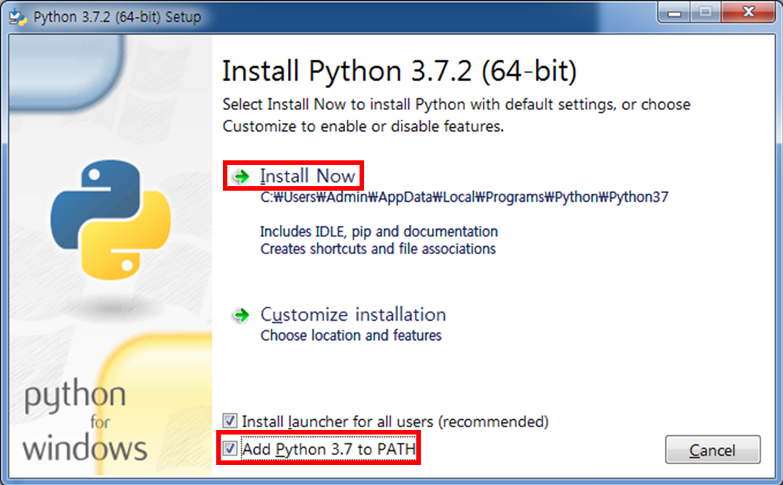 Python 3.7.2 (64-bit) Setup
Install Python 3.7.2 (64-bit)
Select Install Now to install Python with default settings, or choose
Customize to enable or disable features.
Install Now
C:₩Users₩Admin₩AppData₩Local₩Programs₩Python₩Python37
Includes IDLE, pip and documentation
Creates shortcuts and file associations
Customize installation
Choose location and features
python
for
windows
Install launcher for all users (recommended)
Add Python 3.7 to PATH
Cancel